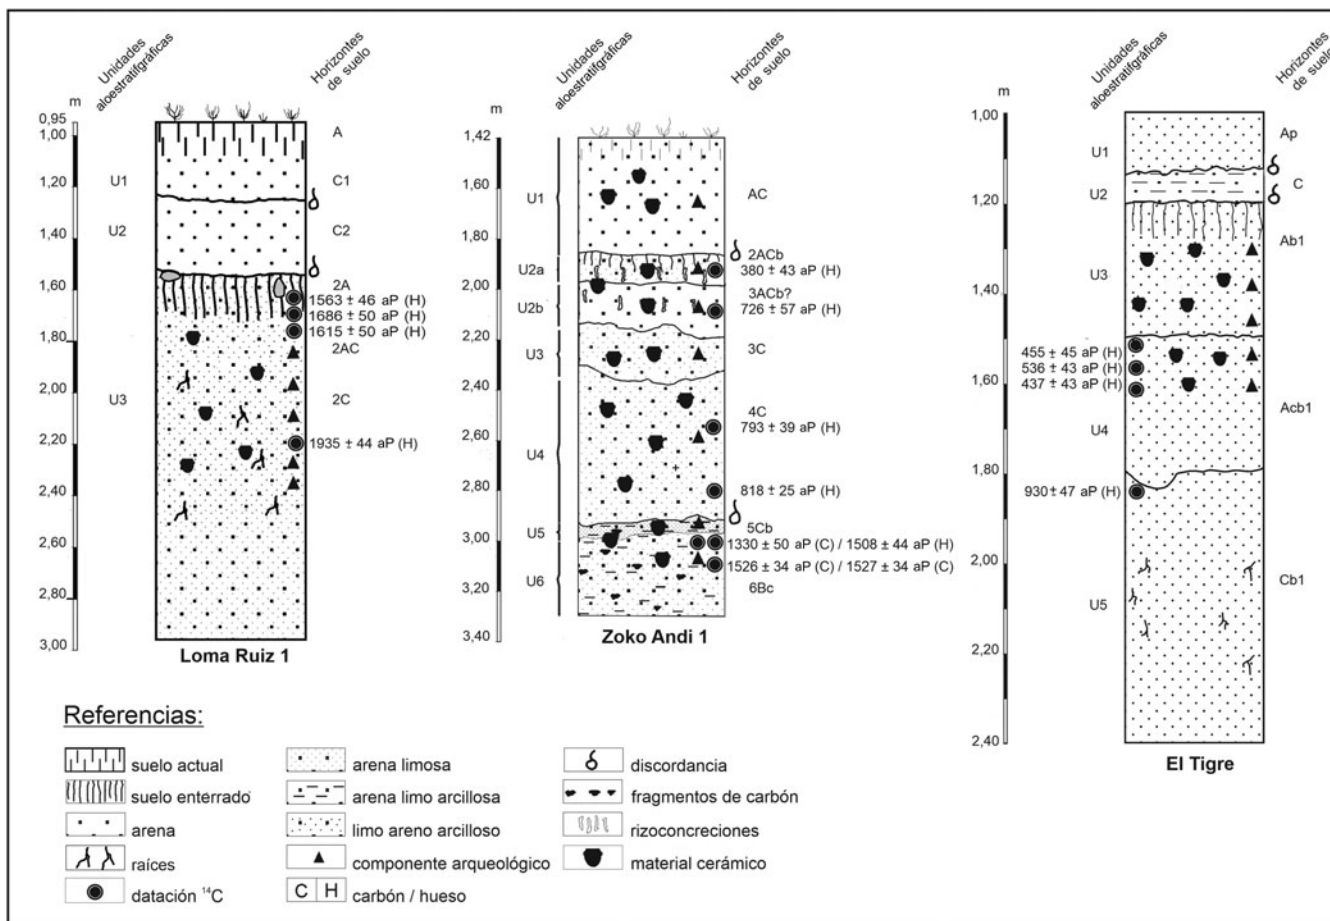 Unidades
aloestratigráficas
Horizontes
de suelo
m
0,95
1,00
1,20
1,40
1,60
1,80
2,00
2,20
2,40
2,60
2,80
3,00
U1
U2
U3
A
C1
C2
2A
1563 ± 46 aP (H)
1686 ± 50 aP (H)
1615 ± 50 aP (H)
2AC
2C
1935 ± 44 aP (H)
Loma Ruiz 1
Unidades
aloestratifgráficas
Horizontes
de suelo
m
1,42
1,60
1,80
2,00
2,20
2,40
2,60
2,80
3,00
3,20
3,40
U1
U2a
U2b
U3
U4
U5
U6
AC
2ACb
380 ± 43 aP (H)
3ACb?
726 ± 57 aP (H)
3C
4C
793 ± 39 aP (H)
818 ± 25 aP (H)
5Cb
1330 ± 50 aP (C) / 1508 ± 44 aP (H)
1526 ± 34 aP (C) / 1527 ± 34 aP (C)
6Bc
Zoko Andi 1
Unidades
aloestratifgráficas
Horizontes
de suelo
m
1,00
1,20
1,40
1,60
1,80
2,00
2,20
2,40
U1
U2
U3
455 ± 45 aP (H)
536 ± 43 aP (H)
437 ± 43 aP (H)
U4
930 ± 47 aP (H)
U5
Ap
C
Ab1
Acb1
Cb1
El Tigre
Referencias:
suelo actual
suelo enterrado
arena
raíces
datación ¹⁴C
arena limosa
arena limo arcillosa
limo areno arcilloso
componente arqueológico
C H carbón / hueso
discordancia
fragmentos de carbón
rizoconcreciones
material cerámico